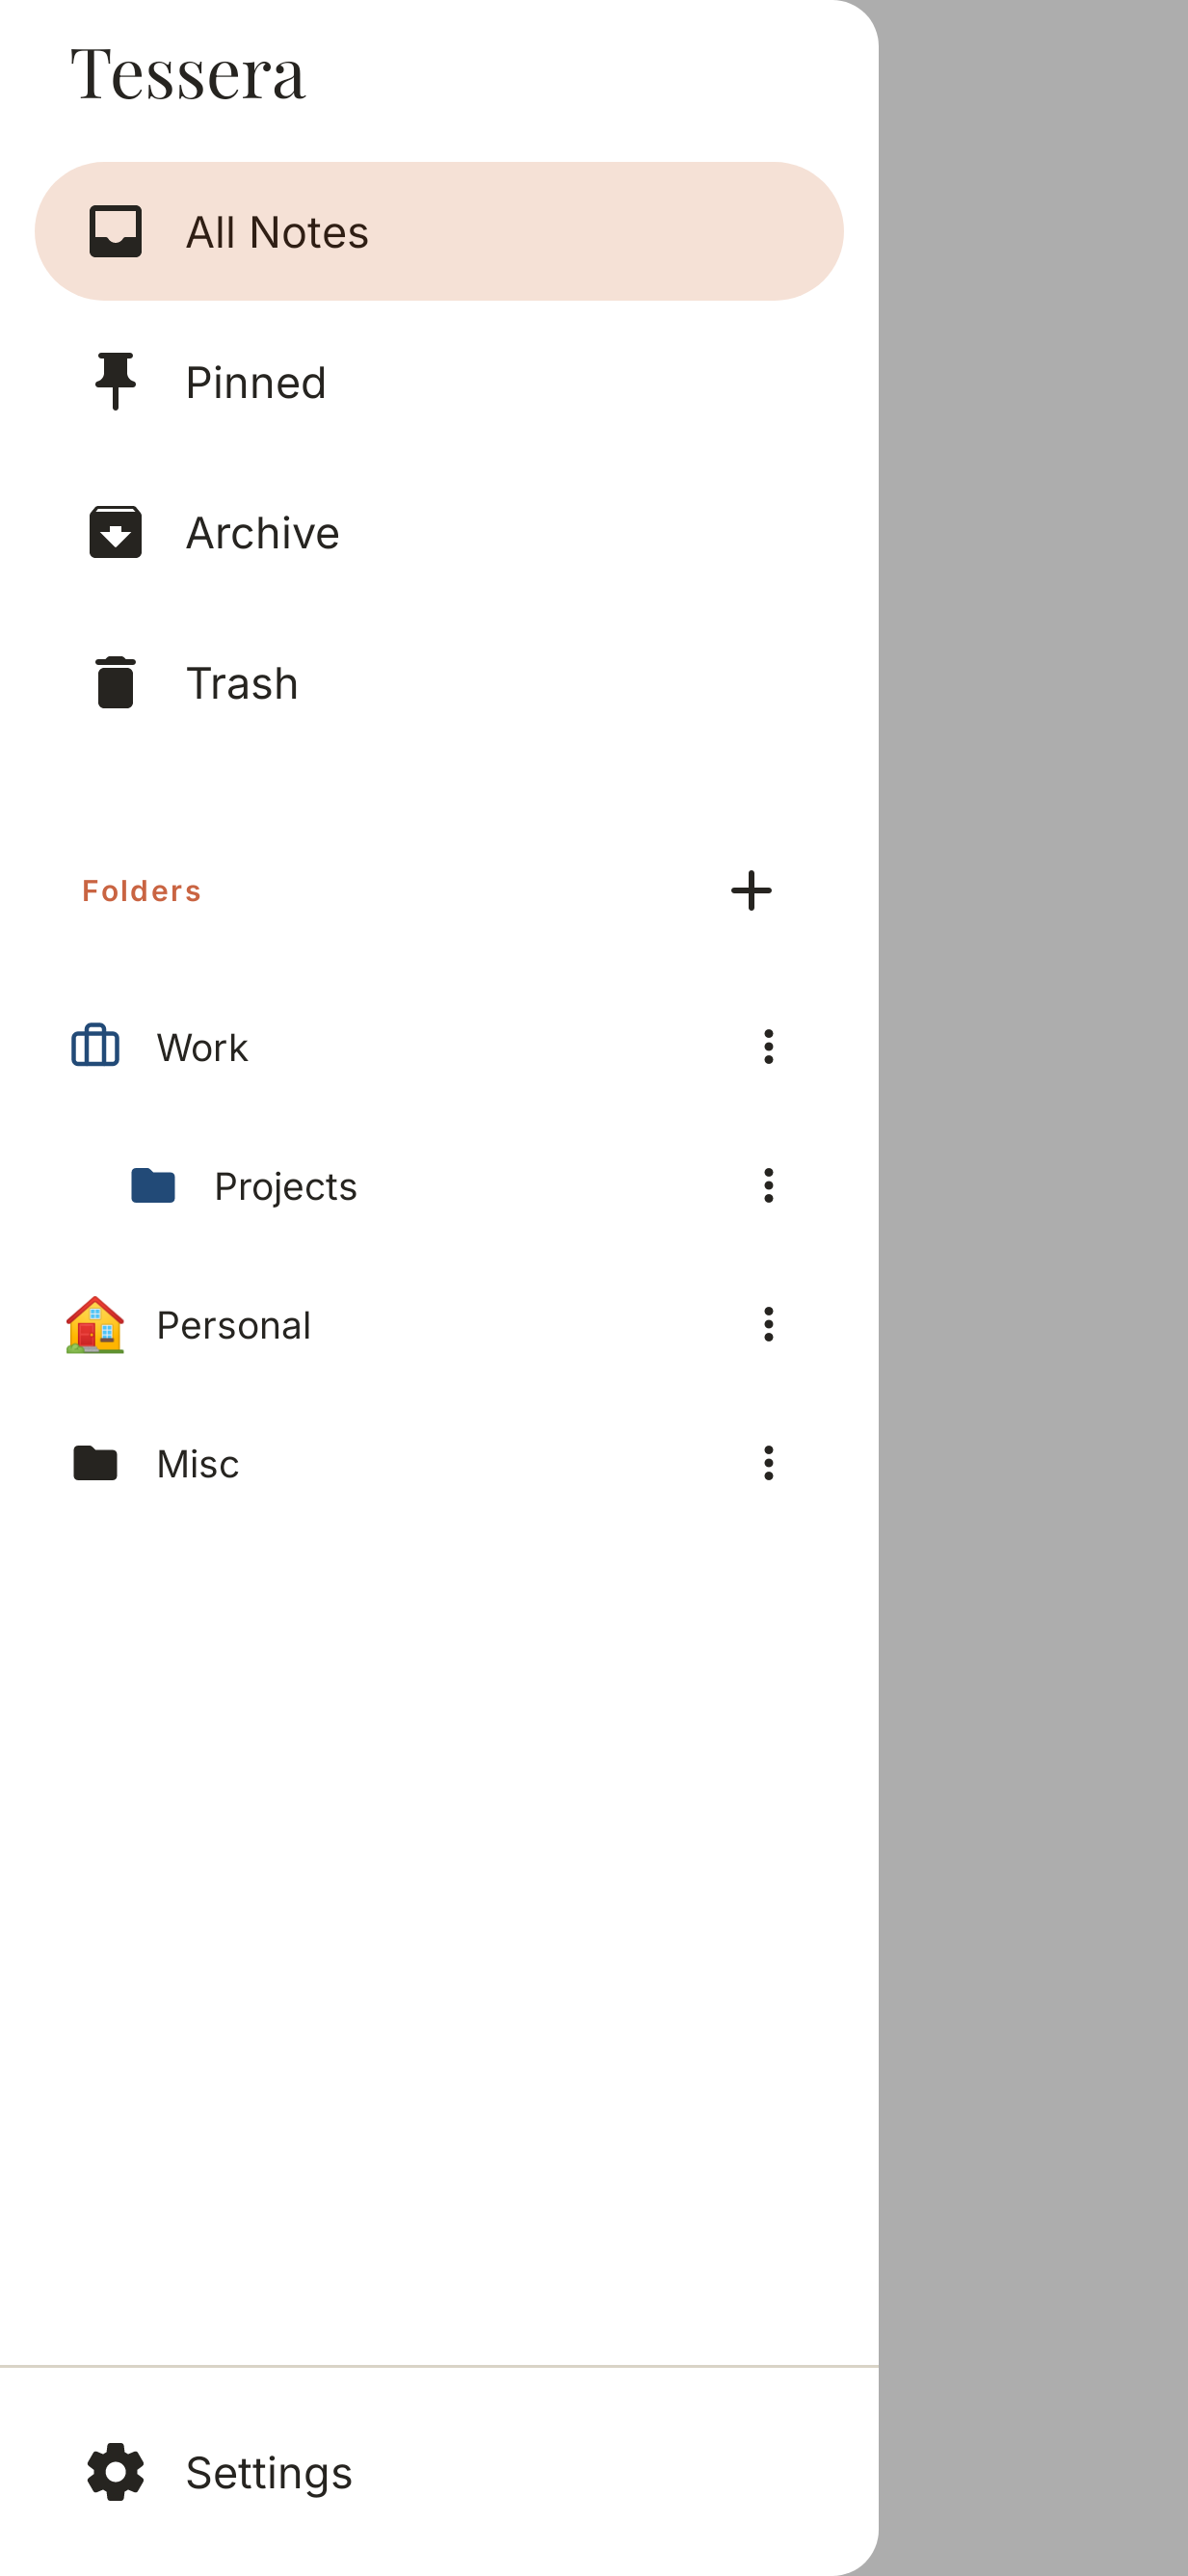 Tessera
All Notes
Pinned
Archive
Trash
Folders
Work
Projects
Personal
Misc
Settings